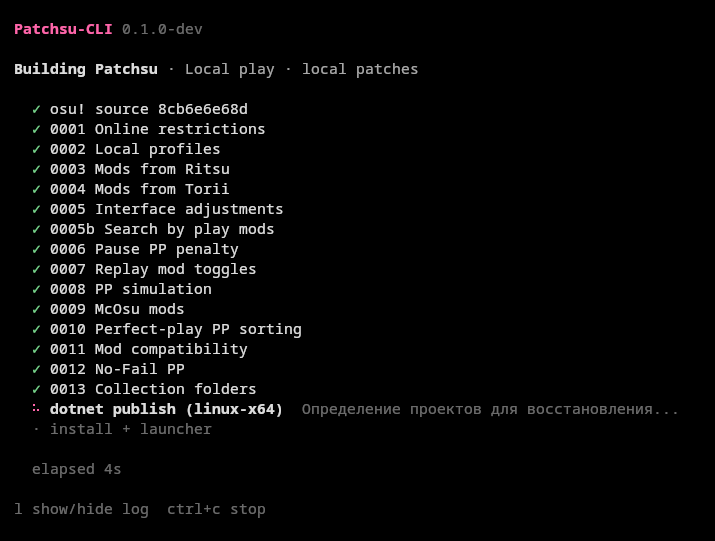 Patchsu-CLI 0.1.0-dev
Building Patchsu · Local play · local patches
✓ osu! source 8cb6e6e68d
✓ 0001 Online restrictions
✓ 0002 Local profiles
✓ 0003 Mods from Ritsu
✓ 0004 Mods from Torii
✓ 0005 Interface adjustments
✓ 0005b Search by play mods
✓ 0006 Pause PP penalty
✓ 0007 Replay mod toggles
✓ 0008 PP simulation
✓ 0009 McOsu mods
✓ 0010 Perfect-play PP sorting
✓ 0011 Mod compatibility
✓ 0012 No-Fail PP
✓ 0013 Collection folders
dotnet publish (linux-x64)  Определение проектов для восстановления...
· install + launcher
elapsed 4s
l show/hide log  ctrl+c stop